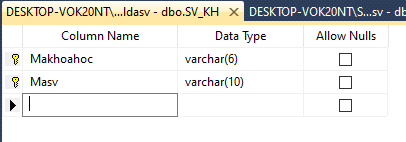 DESKTOP-VOK20NT\...ldasv - dbo.SV_KH
DESKTOP-VOK20NT\S...sv - db
Column Name Data Type Allow Nulls
Makhoahoc varchar(6)
Masv varchar(10)